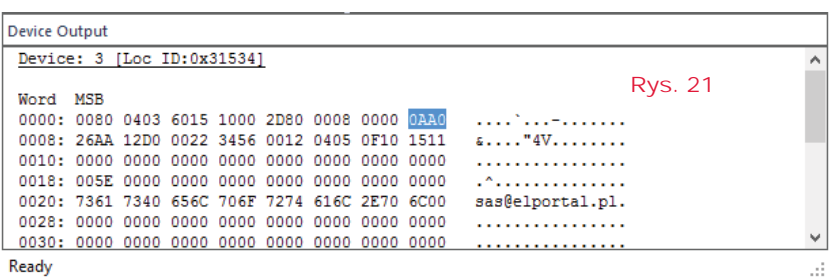 Device Output
Device: 3 [Loc ID:0x31534]
Rys. 21
Word MSB
0000: 0080 0403 6015 1000 2D80 0008 0000 0AA0 ....`...-.......
0008: 26AA 12D0 0022 3456 0012 0405 0F10 1511 &...."4V........
0010: 0000 0000 0000 0000 0000 0000 0000 0000 ................
0018: 005E 0000 0000 0000 0000 0000 0000 0000 .^..............
0020: 7361 7340 656C 706F 7274 616C 2E70 6C00 sas@elportal.pl.
0028: 0000 0000 0000 0000 0000 0000 0000 0000 ................
0030: 0000 0000 0000 0000 0000 0000 0000 0000 ................
Ready